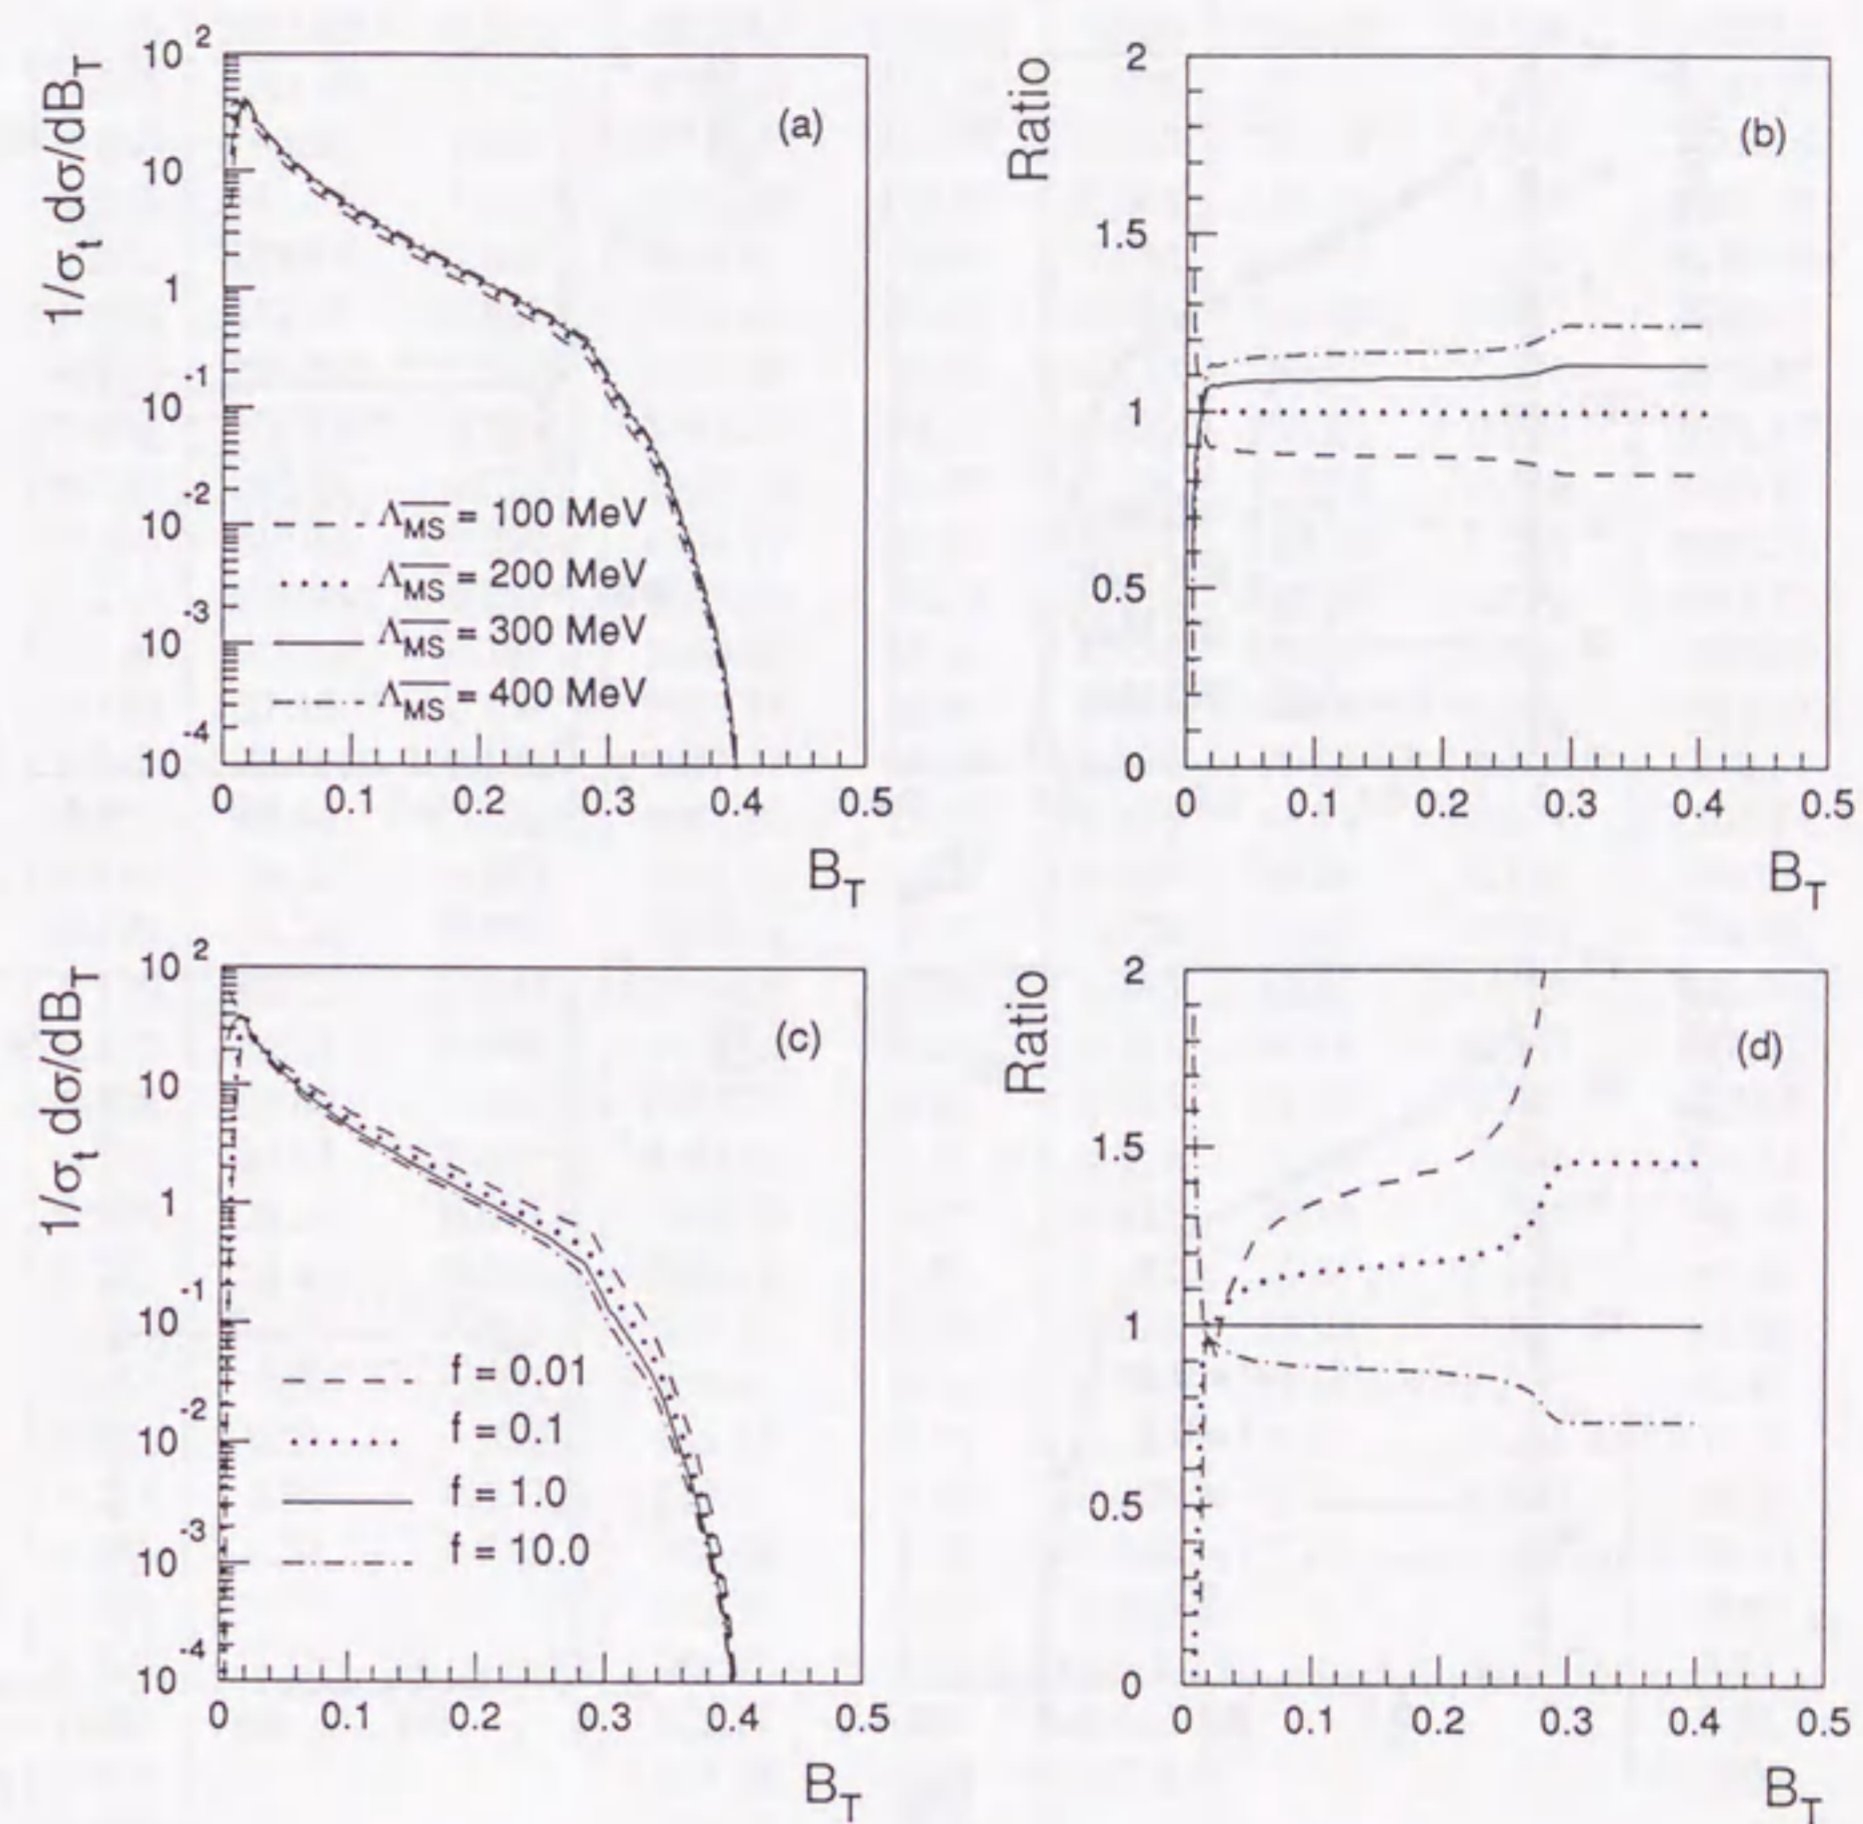 (a)
1/σt dσ/dBT
10²
10
1
10⁻¹
10⁻²
10⁻³
10⁻⁴
Λ_MS̅ = 100 MeV
Λ_MS̅ = 200 MeV
Λ_MS̅ = 300 MeV
Λ_MS̅ = 400 MeV
0 0.1 0.2 0.3 0.4 0.5
BT
(b)
Ratio
2
1.5
1
0.5
0
0 0.1 0.2 0.3 0.4 0.5
BT
(c)
1/σt dσ/dBT
10²
10
1
10⁻¹
10⁻²
10⁻³
10⁻⁴
f = 0.01
f = 0.1
f = 1.0
f = 10.0
0 0.1 0.2 0.3 0.4 0.5
BT
(d)
Ratio
2
1.5
1
0.5
0
0 0.1 0.2 0.3 0.4 0.5
BT